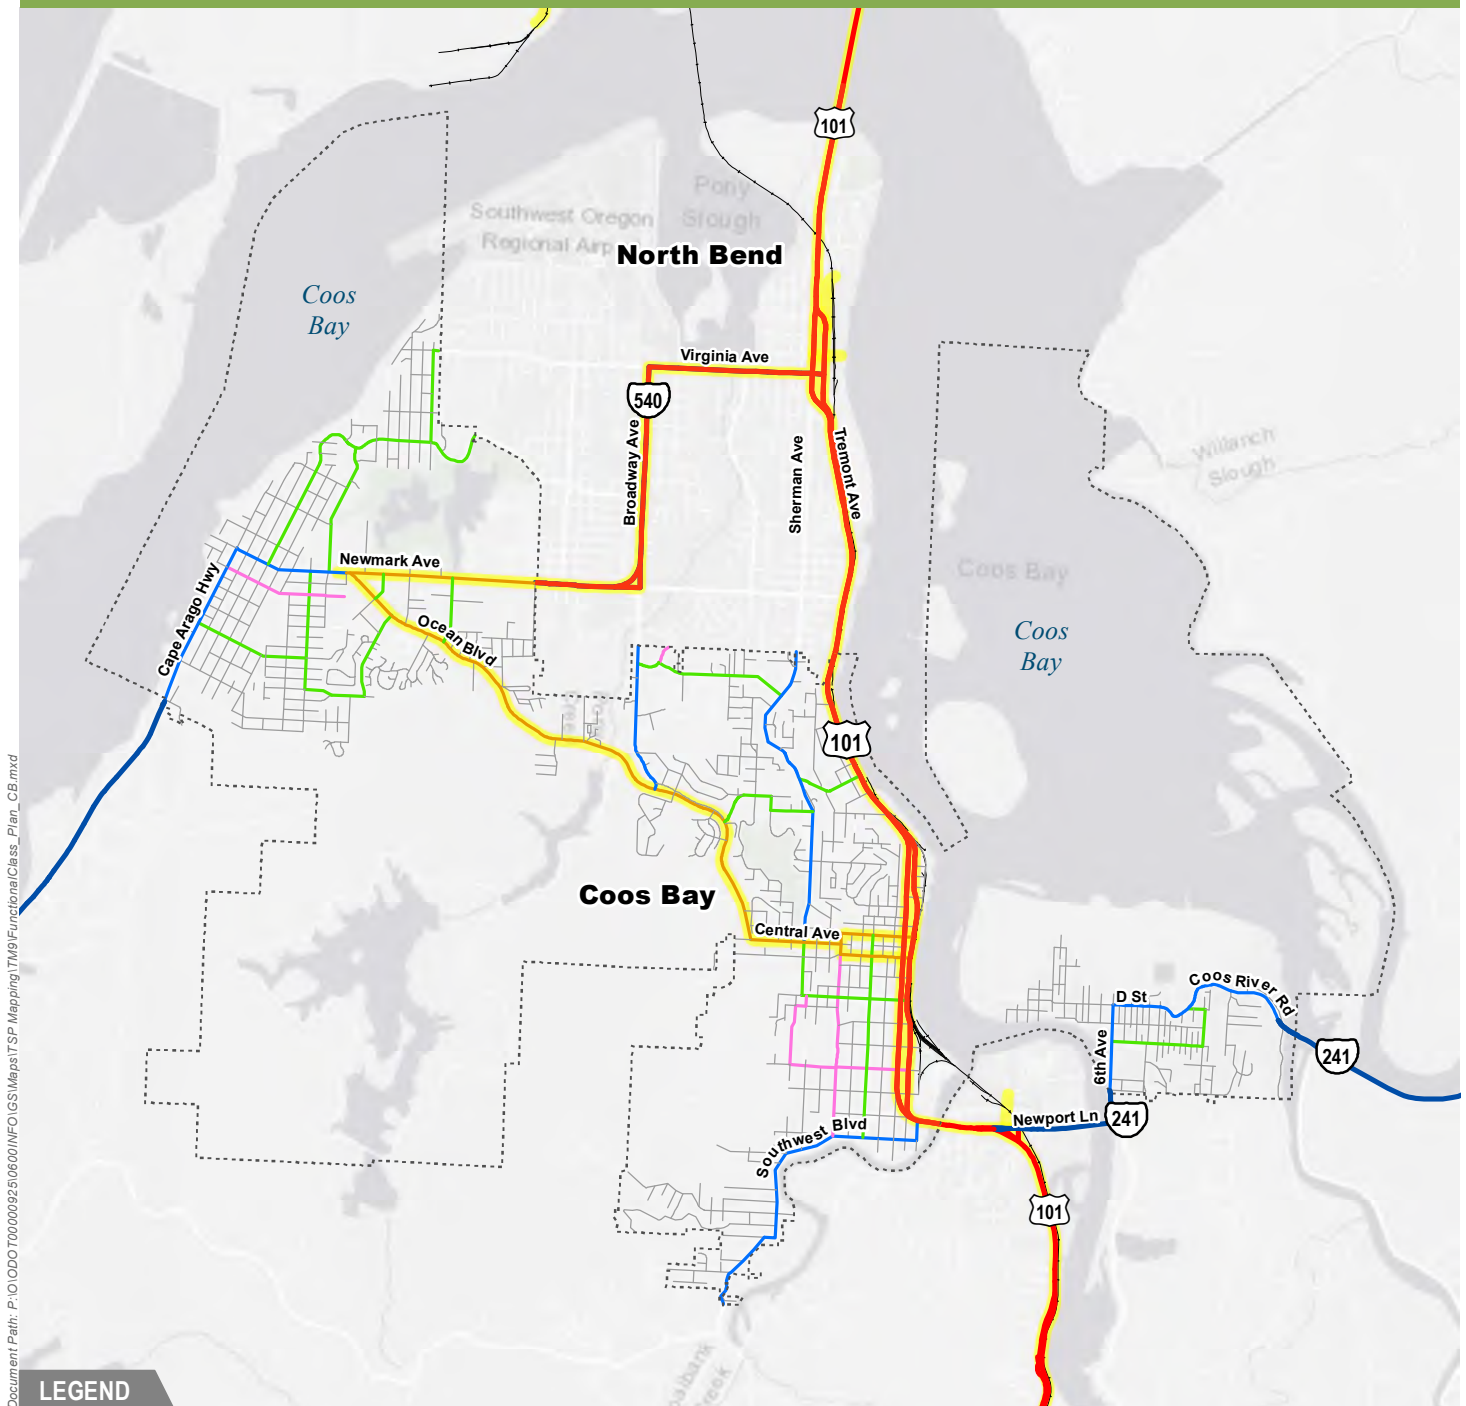 101
Pony
Slough
Southwest Oregon
Regional Airp
North Bend
Coos
Bay
Virginia Ave
540
Broadway Ave
Sherman Ave
Tremont Ave
Willanch
Slough
Newmark Ave
Cape Arago Hwy
Ocean Blvd
Coos Bay
Coos
Bay
101
Coos Bay
Central Ave
D St
Coos River Rd
6th Ave
241
Newport Ln
241
Southwest Blvd
101
Document Path: P:\O\ODOT00000925\0600INFO\GS\Maps\TSP Mapping\TM9\FunctionalClass_Plan_CB.mxd
LEGEND